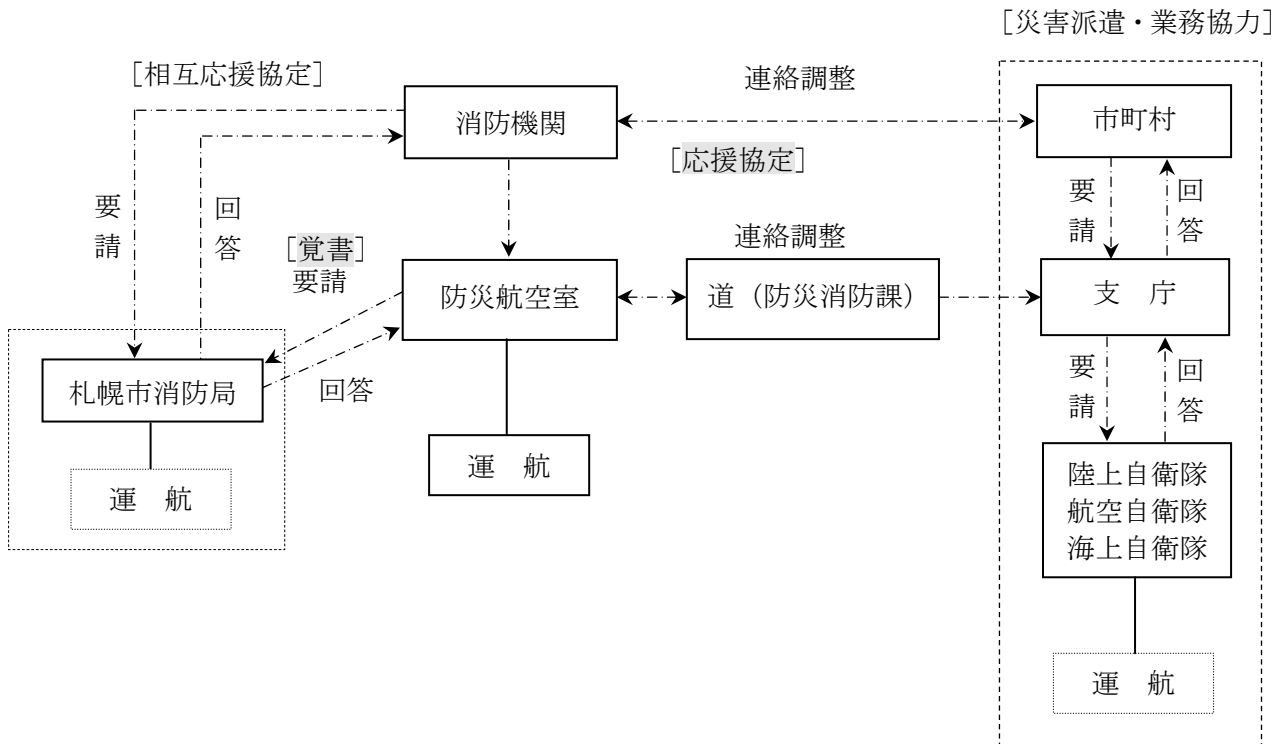 ［災害派遣・業務協力］
［相互応援協定］
連絡調整
消防機関
市町村
［応援協定］
要請
回答
要請
回答
［覚書］
要請
連絡調整
防災航空室
道（防災消防課）
支　庁
札幌市消防局
回答
要請
回答
運　航
運　航
陸上自衛隊
航空自衛隊
海上自衛隊
運　航